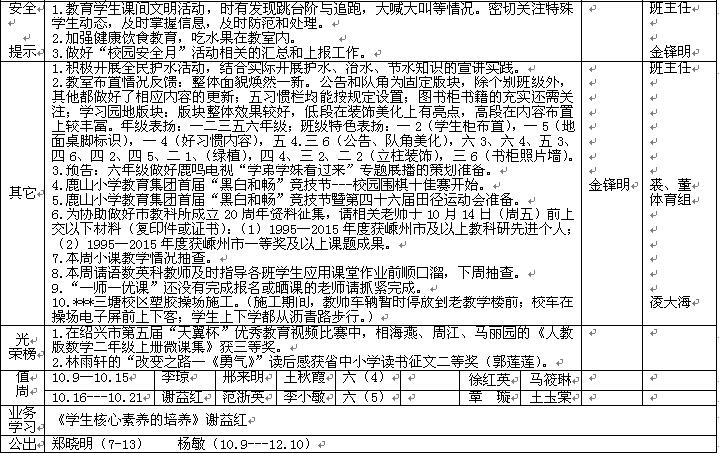 安全 1.教育学生课间文明活动，时有发现跳台阶与追跑，大喊大叫等情况。密切关注特殊 班主任
学生动态，及时掌握信息，及时防范和处理。
2.加强健康饮食教育，吃水果在教室内。
提示 3.做好“校园安全月”活动相关的汇总和上报工作。 金锋明
1.积极开展全民护水活动，结合实际开展护水、治水、节水知识的宣讲实践。 班主任
2.教室布置情况反馈：整体面貌焕然一新。公告和队角为固定版块，除个别班级外，
其他都做好了相应内容的更新；五习惯栏均能按规定设置；图书柜书籍的充实还需关
注；学习园地版块：版块整体效果较好，低段在装饰美化上有亮点，高段在内容布置
上较丰富。年级表扬：一二三五六年级；班级特色表扬：一2（学生柜布置），一5（地
面桌脚标识），一4（好习惯内容），五4.三6（公告、队角美化），六3、六4、五3、
四6、四2、四5、二1、（绿植），四4、三2、二2（立柱装饰），三6（书柜照片墙）。
3.预告：六年级做好鹿鸣电视“学弟学妹看过来”专题展播的策划准备。
其它 4.鹿山小学教育集团首届“黑白和畅”竞技节---校园围棋十佳赛开始。 金锋明 裘、董
5.鹿山小学教育集团首届“黑白和畅”竞技节暨第四十六届田径运动会准备。 体育组
6.为协助做好市教科所成立20周年资料征集，请相关老师十10月14日（周五）前上
交以下材料（复印件或证书）：（1）1995—2015年度获嵊州市及以上教科研先进个人；
（2）1995—2015年度获嵊州市一等奖及以上课题成果。
7.本周小课教学情况抽查。
8.本周请语数英科教师及时指导各班学生应用课堂作业前顺口溜，下周抽查。
9.“一师一优课”还没有完成报名或晒课的老师请抓紧完成。
10.***三塘校区塑胶操场施工。（施工期间，教师车辆暂时停放到老教学楼前；校车在 凌大海
操场电子屏前上下客；学生上下学都从沥青路步行。）
光 1.在绍兴市第五届“天翼杯”优秀教育视频比赛中，相海燕、周江、马丽园的《人教
荣榜 版数学二年级上册微课集》获三等奖。
2.林雨轩的“改变之路—《勇气》”读后感获省中小学读书征文二等奖（郭莲莲）。
值 10.9—10.15 李琼 邢来明 王秋霞 六（4） 徐红英 马筱琳
周 10.16---10.21 谢益红 范浙英 李小敏 六（5） 章　璇 王玉棠
业务
学习 《学生核心素养的培养》谢益红
公出 郑晓明（7-13） 杨敏（10.9---12.10）